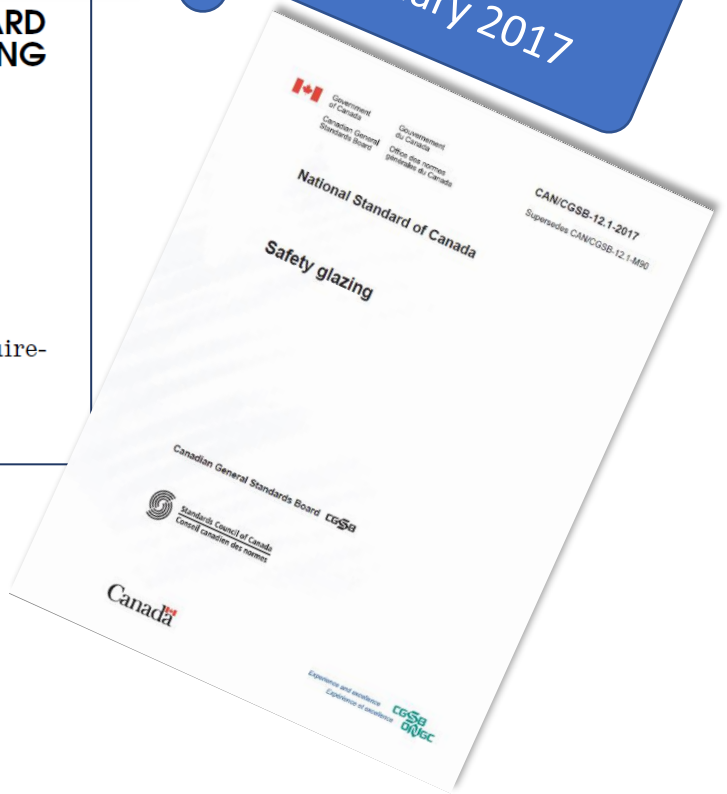 ARD
NG
uary 2017
uire-
Government
of Canada
Gouvernement
du Canada
Canadian General
Standards Board
Office des normes
générales du Canada
CAN/CGSB-12.1-2017
Supersedes CAN/CGSB-12.1-M90
National Standard of Canada
Safety glazing
Canadian General Standards Board CGSB
Standards Council of Canada
Conseil canadien des normes
Canada
Experience and excellence
Expérience et excellence
CGSB
ONGC